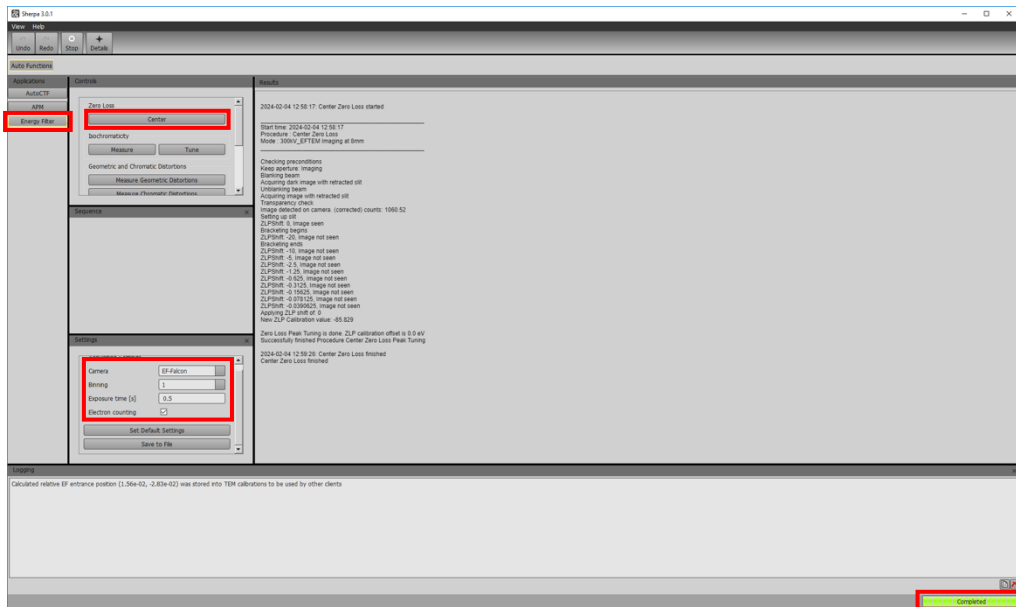 Sherpa 3.0.1
View Help
Undo Redo Stop Details
Auto Functions
Applications
AutoCTF
APM
Energy Filter
Controls
Zero Loss
Center
Isochromaticity
Measure Tune
Geometric and Chromatic Distortions
Measure Geometric Distortions
Measure Chromatic Distortions
Sequence
Settings
Camera EF-Falcon
Binning 1
Exposure time [s] 0.5
Electron counting
Set Default Settings
Save to File
Results
2024-02-04 12:58:17: Center Zero Loss started
Start time: 2024-02-04 12:58:17
Procedure : Center Zero Loss
Mode : 300kV_EFTEM Imaging at 8mm
Checking preconditions
Keep aperture: Imaging
Blanking beam
Acquiring dark image with retracted slit
Unblanking beam
Acquiring image with retracted slit
Transparency check
Image detected on camera. (corrected) counts: 1060.52
Setting up slit
ZLPShift: 0, Image seen
Bracketing begins
ZLPShift: -20, Image not seen
Bracketing ends
ZLPShift: -10, Image not seen
ZLPShift: -5, Image not seen
ZLPShift: -2.5, Image not seen
ZLPShift: -1.25, Image not seen
ZLPShift: -0.625, Image not seen
ZLPShift: -0.3125, Image not seen
ZLPShift: -0.15625, Image not seen
ZLPShift: -0.078125, Image not seen
ZLPShift: -0.0390625, Image not seen
Applying ZLP shift of: 0
New ZLP Calibration value: -85.829
Zero Loss Peak Tuning is done. ZLP calibration offset is 0.0 eV
Successfully finished Procedure Center Zero Loss Peak Tuning
2024-02-04 12:59:26: Center Zero Loss finished
Center Zero Loss finished
Logging
Calculated relative EF entrance position (1.56e-02, -2.83e-02) was stored into TEM calibrations to be used by other clients
Completed